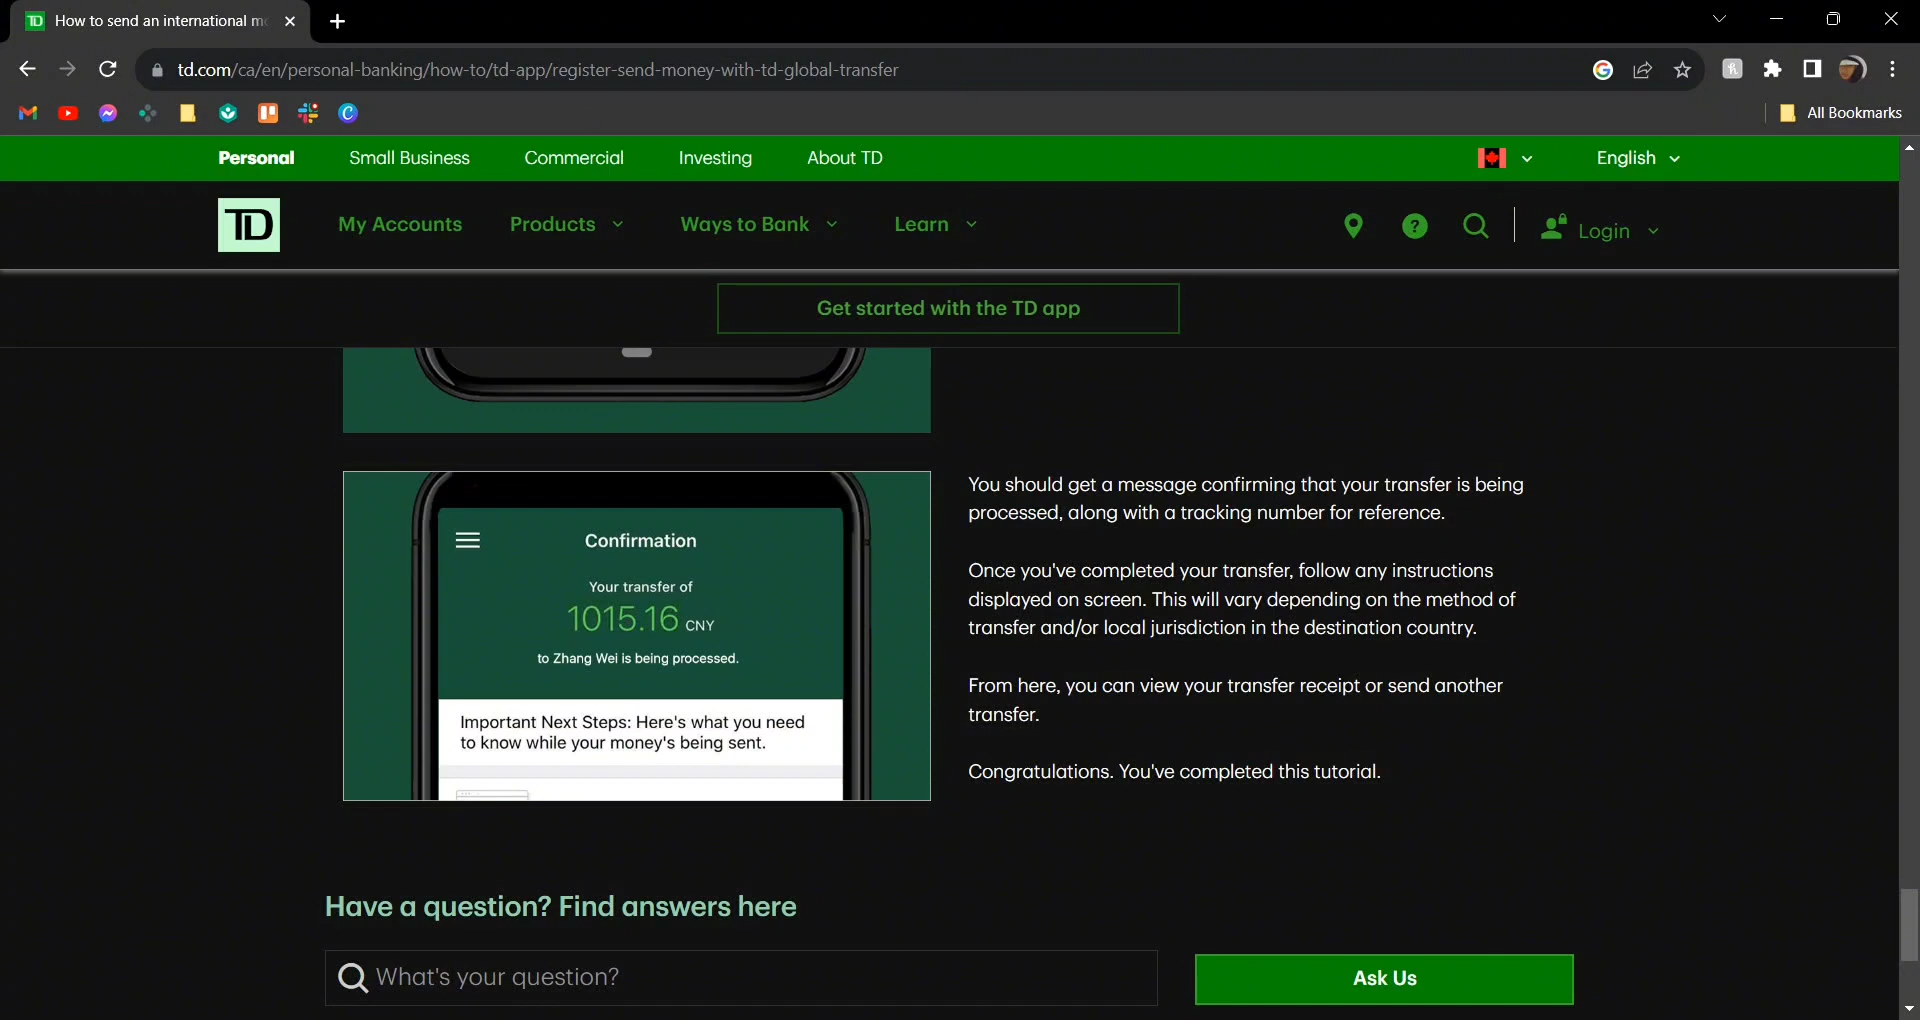 How to send an international m
td.com/ca/en/personal-banking/how-to/td-app/register-send-money-with-td-global-transfer
All Bookmarks
Personal
Small Business
Commercial
Investing
About TD
English
TD
My Accounts
Products
Ways to Bank
Learn
Login
Get started with the TD app
Confirmation
Your transfer of
1015.16 CNY
to Zhang Wei is being processed.
Important Next Steps: Here's what you need
to know while your money's being sent.
You should get a message confirming that your transfer is being
processed, along with a tracking number for reference.
Once you've completed your transfer, follow any instructions
displayed on screen. This will vary depending on the method of
transfer and/or local jurisdiction in the destination country.
From here, you can view your transfer receipt or send another
transfer.
Congratulations. You've completed this tutorial.
Have a question? Find answers here
What's your question?
Ask Us